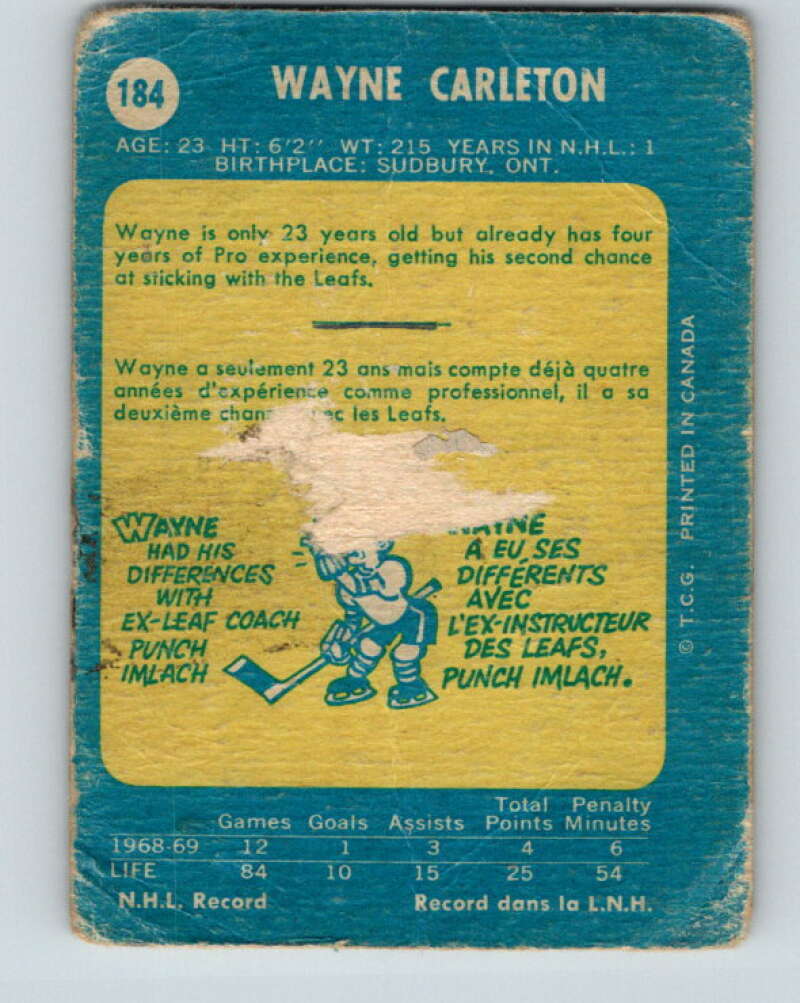 184
WAYNE CARLETON
AGE: 23 HT: 6'2'' WT: 215 YEARS IN N.H.L.: 1
BIRTHPLACE: SUDBURY, ONT.
Wayne is only 23 years old but already has four
years of Pro experience, getting his second chance
at sticking with the Leafs.
Wayne a seulement 23 ans mais compte déjà quatre
années d'expérience comme professionnel, il a sa
deuxième les Leafs.
WAYNE
HAD HIS
DIFFERENCES
WITH
EX-LEAF COACH
PUNCH
IMLACH
WAYNE
A EU SES
DIFFÉRENTS
AVEC
L'EX-INSTRUCTEUR
DES LEAFS,
PUNCH IMLACH.
© T.C.G. PRINTED IN CANADA
Total Penalty
Games Goals Assists Points Minutes
1968-69 12 1 3 4 6
LIFE 84 10 15 25 54
N.H.L. Record Record dans la L.N.H.